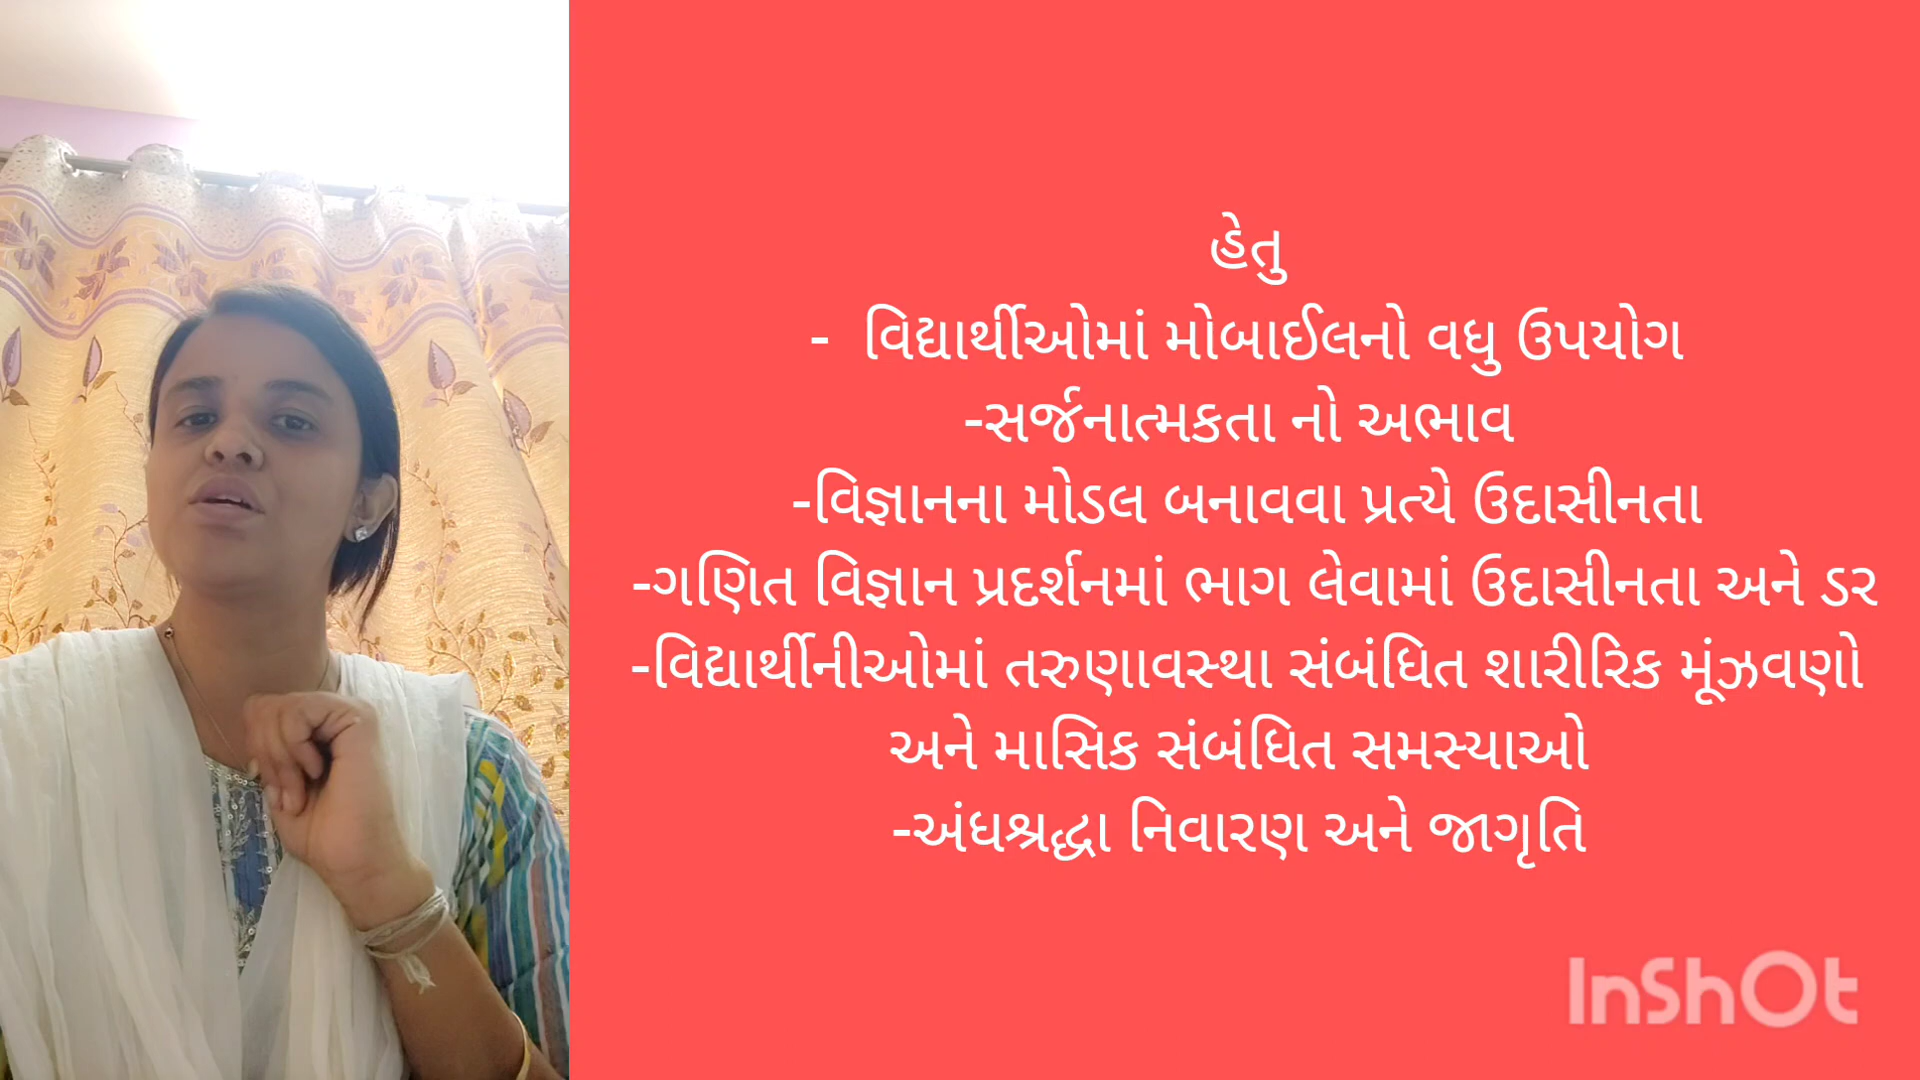 હેતુ
-  વિદ્યાર્થીઓમાં મોબાઈલનો વધુ ઉપયોગ
-સર્જનાત્મકતા નો અભાવ
-વિજ્ઞાનના મોડલ બનાવવા પ્રત્યે ઉદાસીનતા
-ગણિત વિજ્ઞાન પ્રદર્શનમાં ભાગ લેવામાં ઉદાસીનતા અને ડર
-વિદ્યાર્થીનીઓમાં તરુણાવસ્થા સંબંધિત શારીરિક મૂંઝવણો
અને માસિક સંબંધિત સમસ્યાઓ
-અંધશ્રદ્ધા નિવારણ અને જાગૃતિ
InShOt